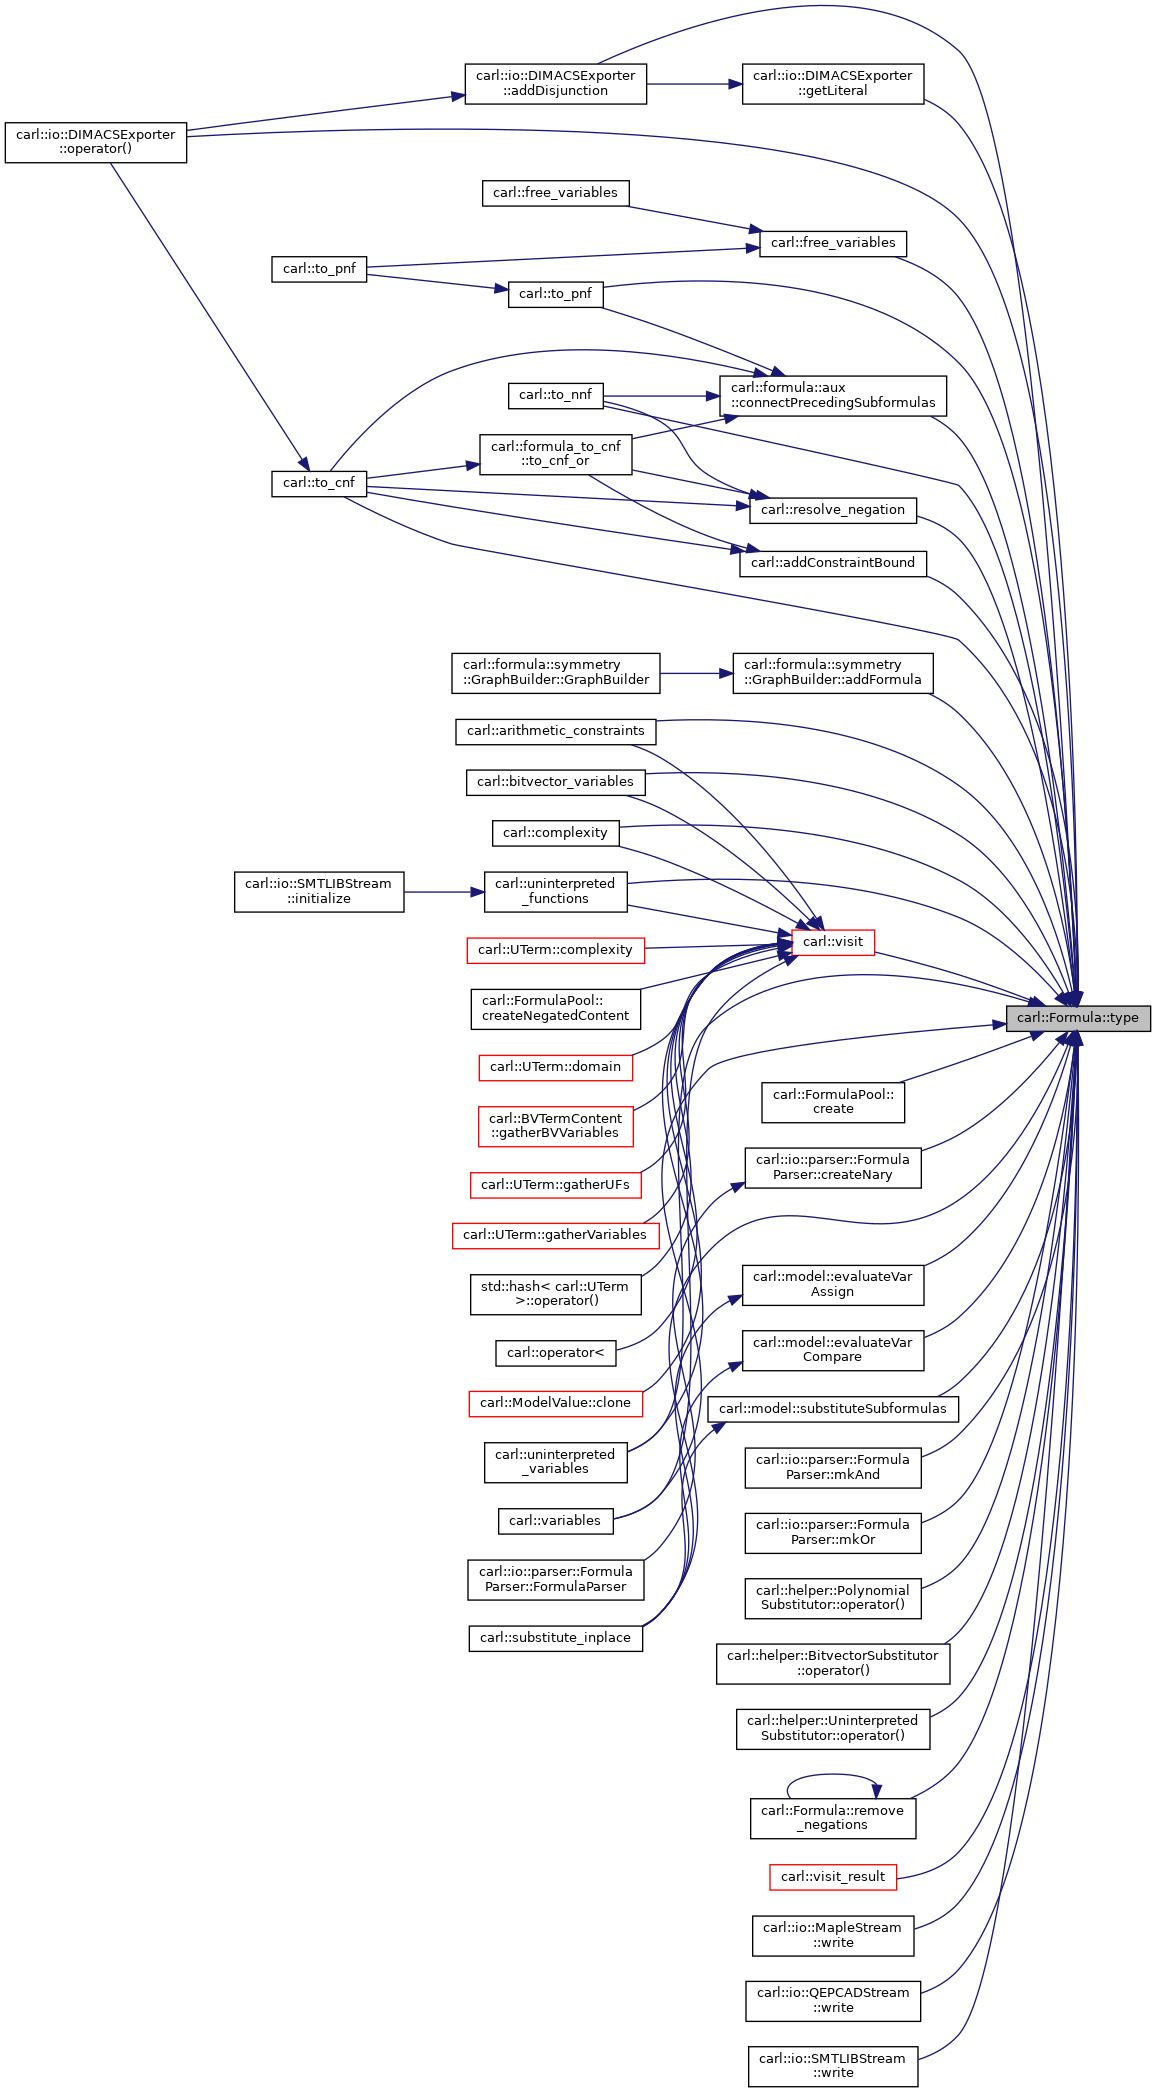 carl::io::DIMACSExporter
::addDisjunction
carl::io::DIMACSExporter
::getLiteral
carl::io::DIMACSExporter
::operator()
carl::free_variables
carl::free_variables
carl::to_pnf
carl::to_pnf
carl::formula::aux
::connectPrecedingSubformulas
carl::to_nnf
carl::formula_to_cnf
::to_cnf_or
carl::to_cnf
carl::resolve_negation
carl::addConstraintBound
carl::formula::symmetry
::GraphBuilder::GraphBuilder
carl::formula::symmetry
::GraphBuilder::addFormula
carl::arithmetic_constraints
carl::bitvector_variables
carl::complexity
carl::io::SMTLIBStream
::initialize
carl::uninterpreted
_functions
carl::visit
carl::UTerm::complexity
carl::FormulaPool::
createNegatedContent
carl::Formula::type
carl::UTerm::domain
carl::FormulaPool::
create
carl::BVTermContent
::gatherBVVariables
carl::io::parser::Formula
Parser::createNary
carl::UTerm::gatherUFs
carl::UTerm::gatherVariables
std::hash< carl::UTerm
>::operator()
carl::model::evaluateVar
Assign
carl::operator<
carl::model::evaluateVar
Compare
carl::ModelValue::clone
carl::model::substituteSubformulas
carl::uninterpreted
_variables
carl::io::parser::Formula
Parser::mkAnd
carl::variables
carl::io::parser::Formula
Parser::mkOr
carl::io::parser::Formula
Parser::FormulaParser
carl::helper::Polynomial
Substitutor::operator()
carl::substitute_inplace
carl::helper::BitvectorSubstitutor
::operator()
carl::helper::Uninterpreted
Substitutor::operator()
carl::Formula::remove
_negations
carl::visit_result
carl::io::MapleStream
::write
carl::io::QEPCADStream
::write
carl::io::SMTLIBStream
::write